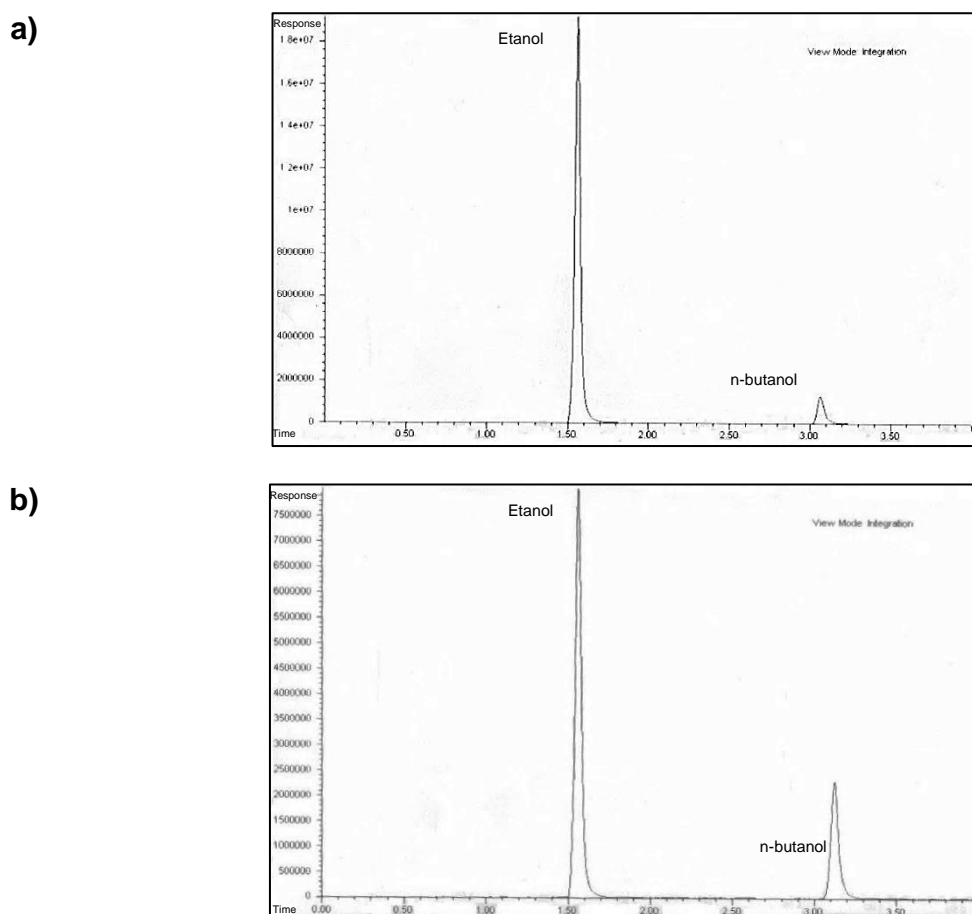 a)
Response
Etanol
View Mode: Integration
1.8e+07
1.6e+07
1.4e+07
1.2e+07
1e+07
8000000
6000000
4000000
2000000
0
n-butanol
Time
0.50 1.00 1.50 2.00 2.50 3.00 3.50
b)
Response
Etanol
View Mode: Integration
7500000
7000000
6500000
6000000
5500000
5000000
4500000
4000000
3500000
3000000
2500000
2000000
1500000
1000000
500000
0
n-butanol
Time
0.00 0.50 1.00 1.50 2.00 2.50 3.00 3.50